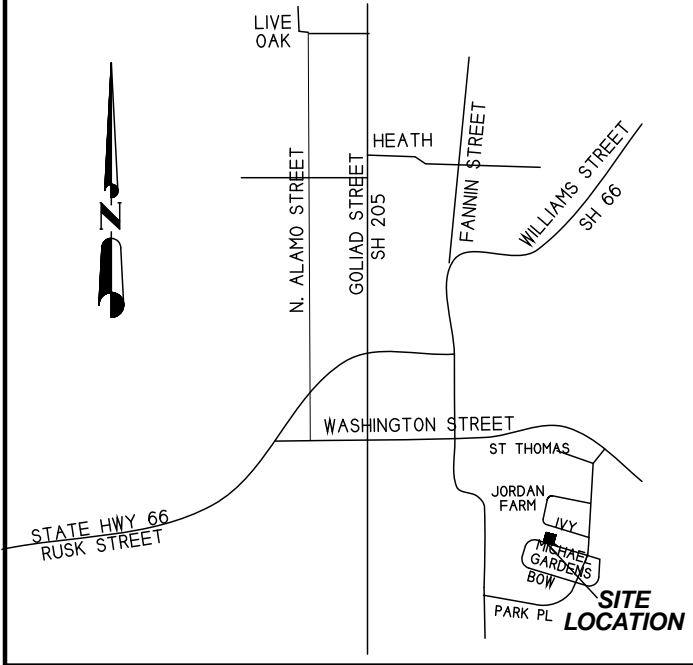 LIVE
OAK
HEATH
N
N. ALAMO STREET
GOLIAD STREET
SH 205
FANNIN STREET
WILLIAMS STREET
SH 66
WASHINGTON STREET
ST THOMAS
JORDAN
FARM
IVY
STATE HWY 66
RUSK STREET
MICHAEL
GARDENS
BOW
PARK PL
SITE
LOCATION